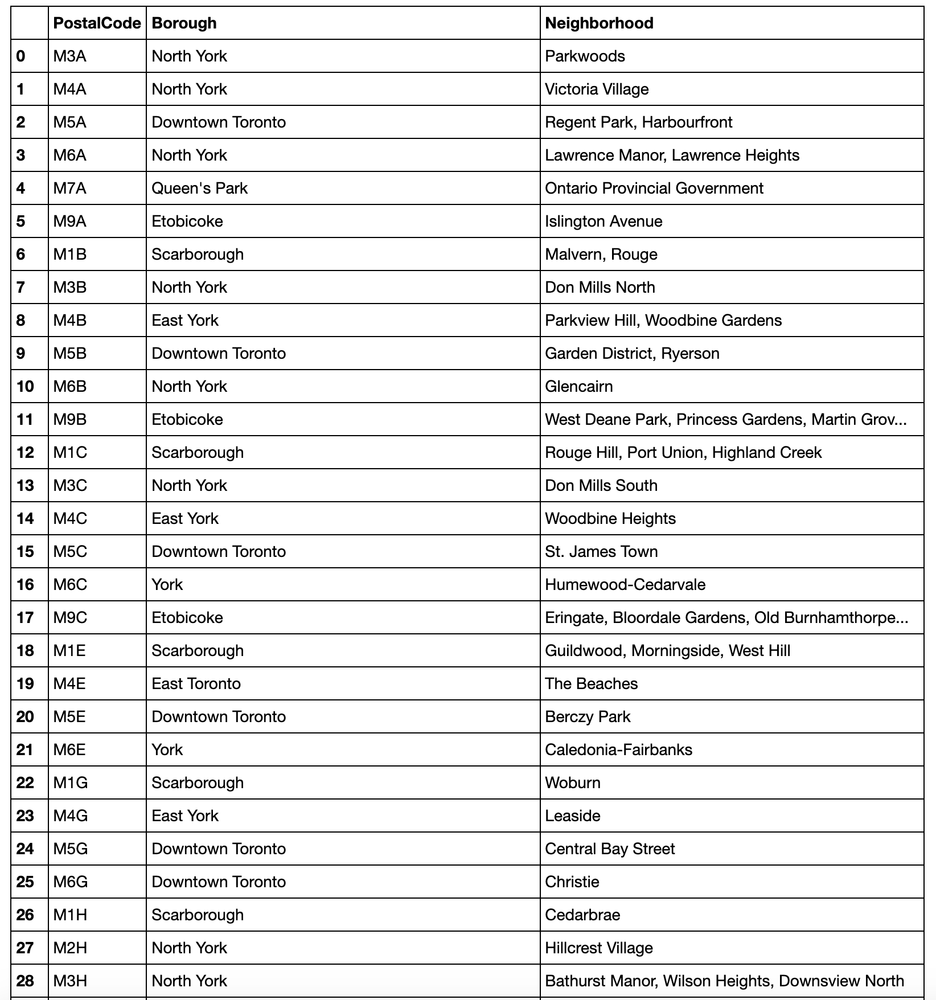 PostalCode Borough Neighborhood
0 M3A North York Parkwoods
1 M4A North York Victoria Village
2 M5A Downtown Toronto Regent Park, Harbourfront
3 M6A North York Lawrence Manor, Lawrence Heights
4 M7A Queen's Park Ontario Provincial Government
5 M9A Etobicoke Islington Avenue
6 M1B Scarborough Malvern, Rouge
7 M3B North York Don Mills North
8 M4B East York Parkview Hill, Woodbine Gardens
9 M5B Downtown Toronto Garden District, Ryerson
10 M6B North York Glencairn
11 M9B Etobicoke West Deane Park, Princess Gardens, Martin Grov...
12 M1C Scarborough Rouge Hill, Port Union, Highland Creek
13 M3C North York Don Mills South
14 M4C East York Woodbine Heights
15 M5C Downtown Toronto St. James Town
16 M6C York Humewood-Cedarvale
17 M9C Etobicoke Eringate, Bloordale Gardens, Old Burnhamthorpe...
18 M1E Scarborough Guildwood, Morningside, West Hill
19 M4E East Toronto The Beaches
20 M5E Downtown Toronto Berczy Park
21 M6E York Caledonia-Fairbanks
22 M1G Scarborough Woburn
23 M4G East York Leaside
24 M5G Downtown Toronto Central Bay Street
25 M6G Downtown Toronto Christie
26 M1H Scarborough Cedarbrae
27 M2H North York Hillcrest Village
28 M3H North York Bathurst Manor, Wilson Heights, Downsview North